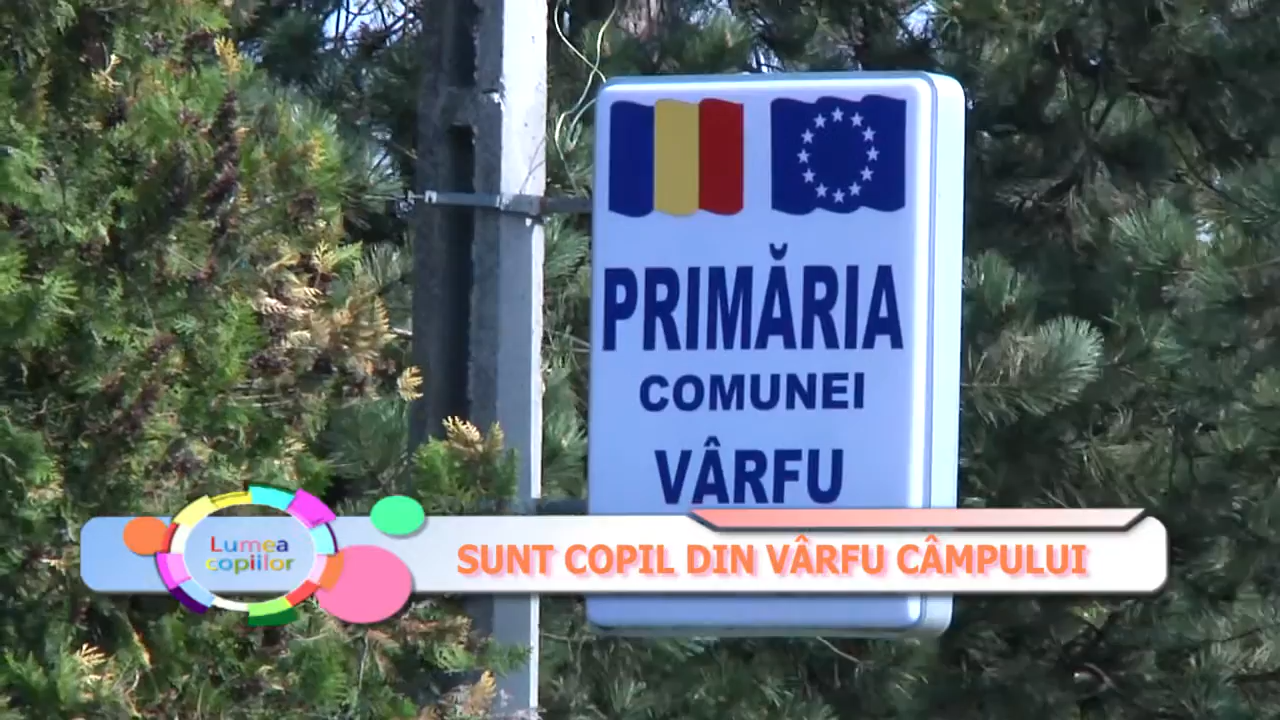 PRIMĂRIA
COMUNEI
VÂRFU
Lumea
copiilor
SUNT COPIL DIN VÂRFU CÂMPULUI